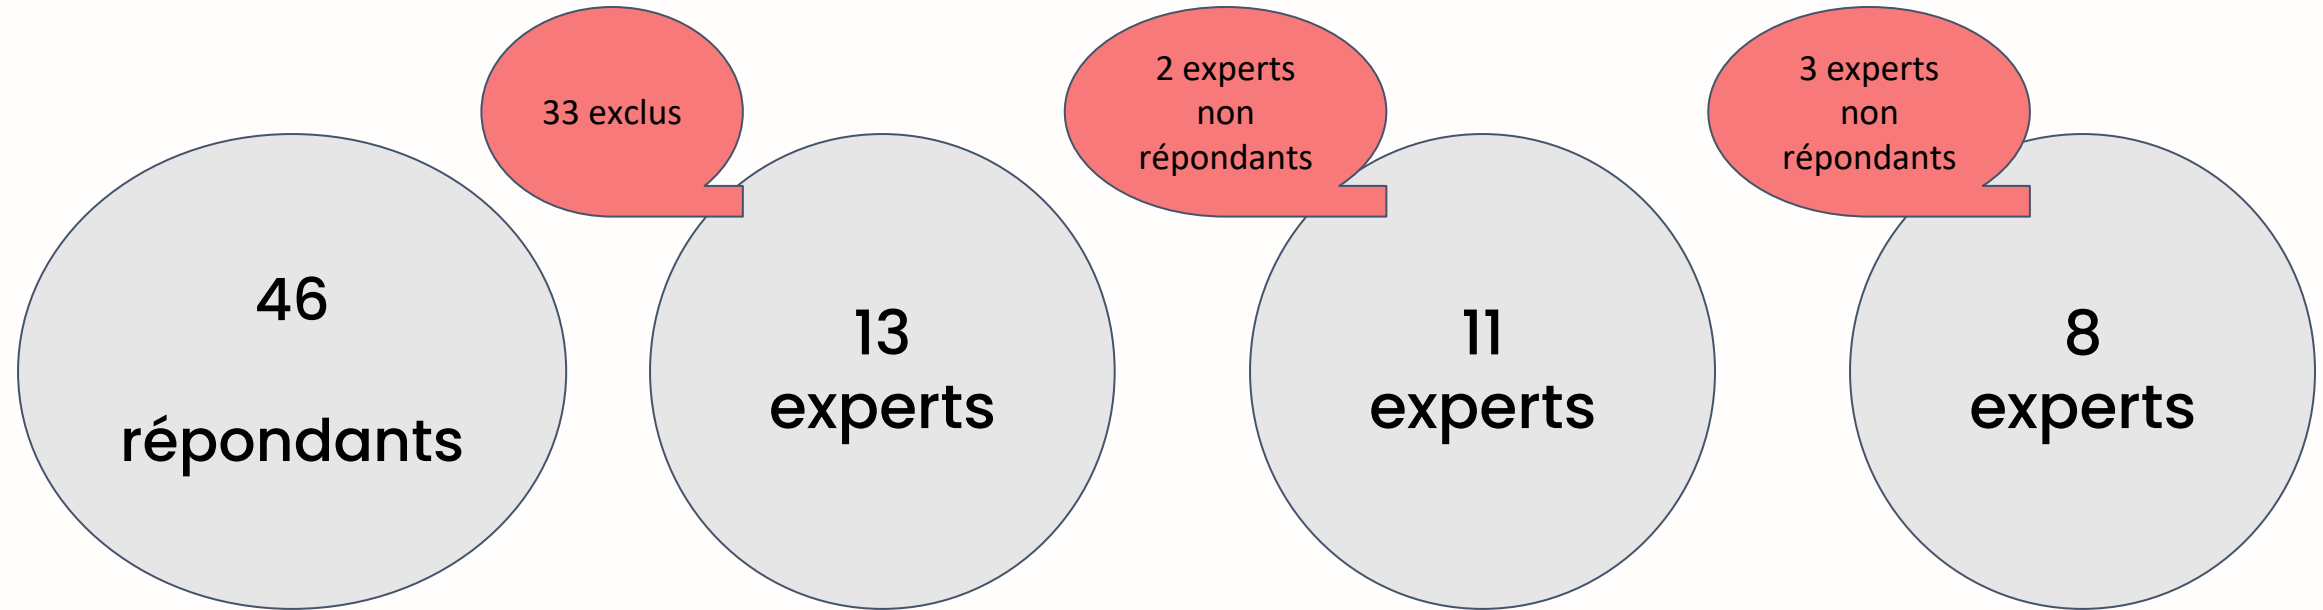 46
répondants
33 exclus
13
experts
2 experts
non
répondants
11
experts
3 experts
non
répondants
8
experts